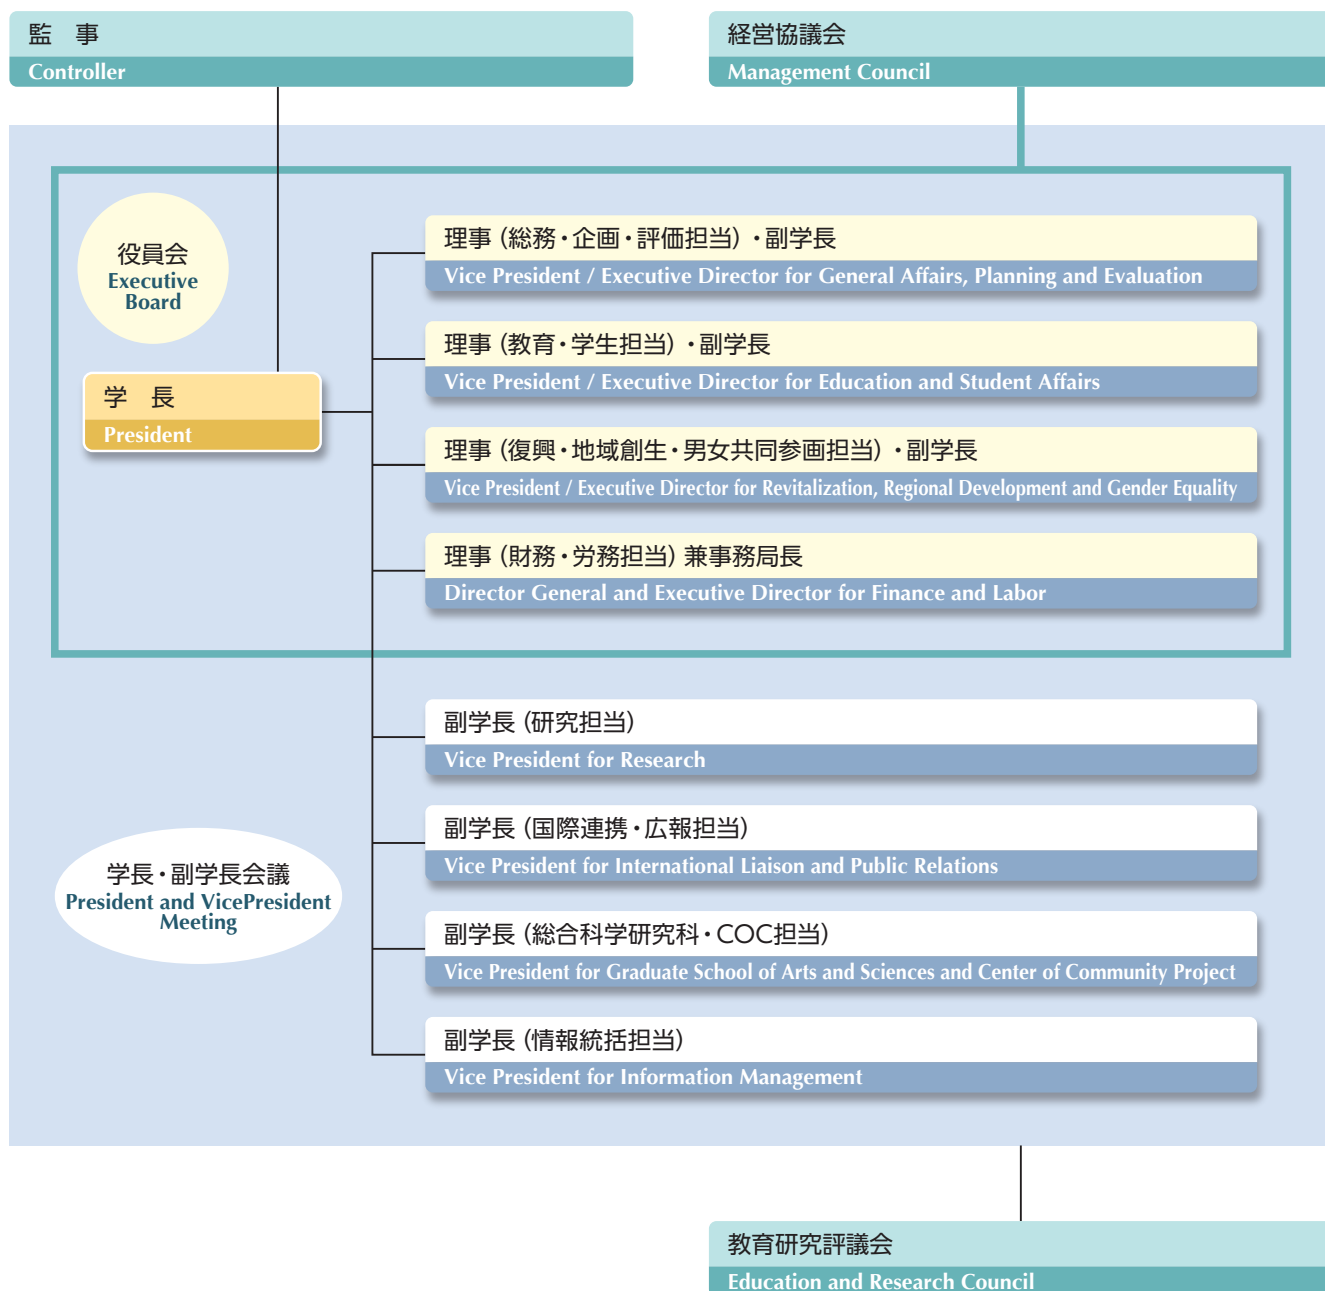 監　事
Controller
経営協議会
Management Council
役員会
Executive
Board
学　長
President
理事（総務・企画・評価担当）・副学長
Vice President / Executive Director for General Affairs, Planning and Evaluation
理事（教育・学生担当）・副学長
Vice President / Executive Director for Education and Student Affairs
理事（復興・地域創生・男女共同参画担当）・副学長
Vice President / Executive Director for Revitalization, Regional Development and Gender Equality
理事（財務・労務担当）兼事務局長
Director General and Executive Director for Finance and Labor
学長・副学長会議
President and VicePresident
Meeting
副学長（研究担当）
Vice President for Research
副学長（国際連携・広報担当）
Vice President for International Liaison and Public Relations
副学長（総合科学研究科・COC担当）
Vice President for Graduate School of Arts and Sciences and Center of Community Project
副学長（情報統括担当）
Vice President for Information Management
教育研究評議会
Education and Research Council